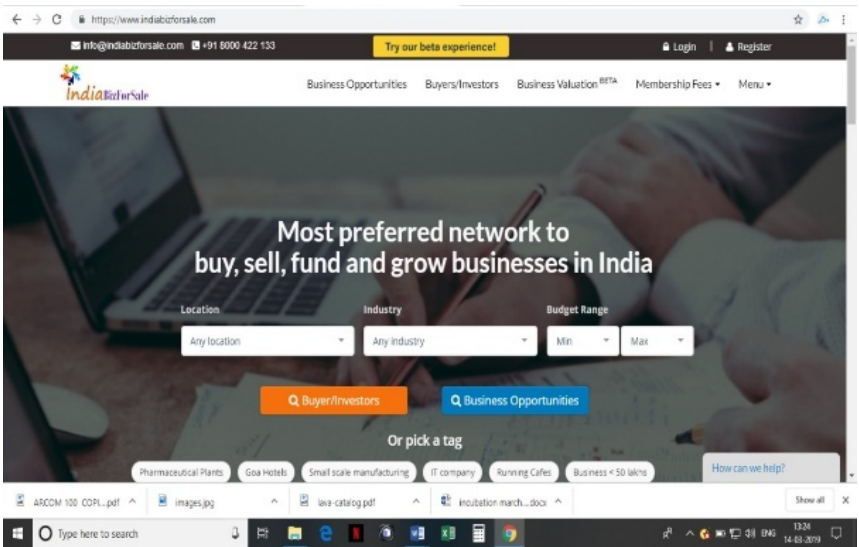 https://www.indiabizforsale.com
info@indiabizforsale.com +91 8000 422 133 Try our beta experience! Login | Register
IndiaBizForSale
Business Opportunities Buyers/Investors Business Valuation BETA Membership Fees Menu
Most preferred network to
buy, sell, fund and grow businesses in India
Location Industry Budget Range
Any location Any industry Min Max
Buyer/Investors Business Opportunities
Or pick a tag
Pharmaceutical Plants Goa Hotels Small scale manufacturing IT company Running Cafes Business < 50 lakhs
How can we help?
ARCOM 100 COPI....pdf images.jpg lava-catalog.pdf incubation march....docx Show all
Type here to search ENG 13:24
14-03-2019